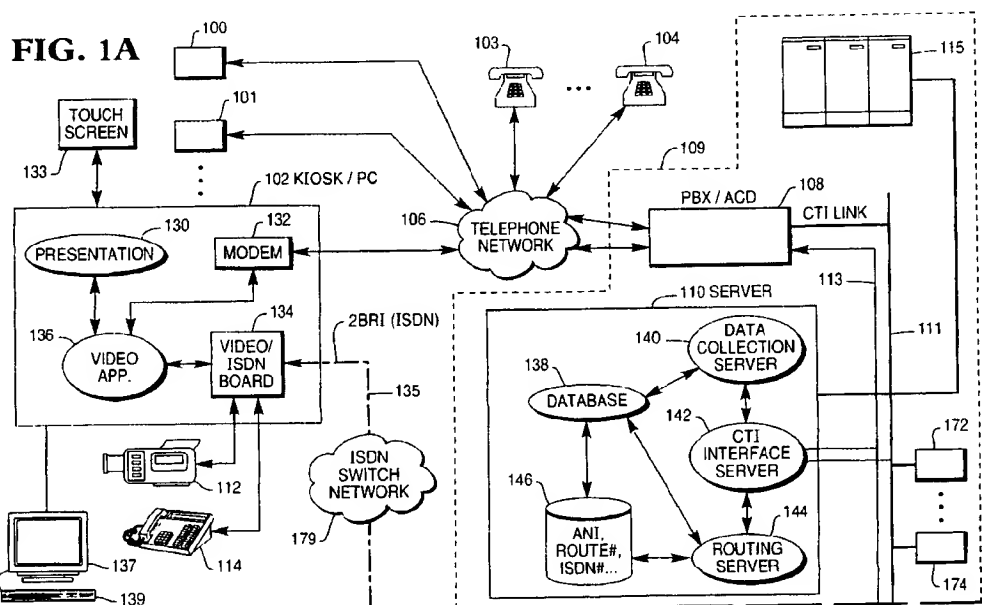 FIG. 1A
100
101
103
104
115
TOUCH
SCREEN
133
109
102 KIOSK / PC
PBX / ACD
108
CTI LINK
106
TELEPHONE
NETWORK
130
PRESENTATION
132
MODEM
113
111
110 SERVER
134
2BRI (ISDN)
136
VIDEO
APP.
VIDEO/
ISDN
BOARD
135
140
DATA
COLLECTION
SERVER
138
DATABASE
142
CTI
INTERFACE
SERVER
172
112
ISDN
SWITCH
NETWORK
179
146
ANI,
ROUTE#,
ISDN#...
144
ROUTING
SERVER
174
137
114
139